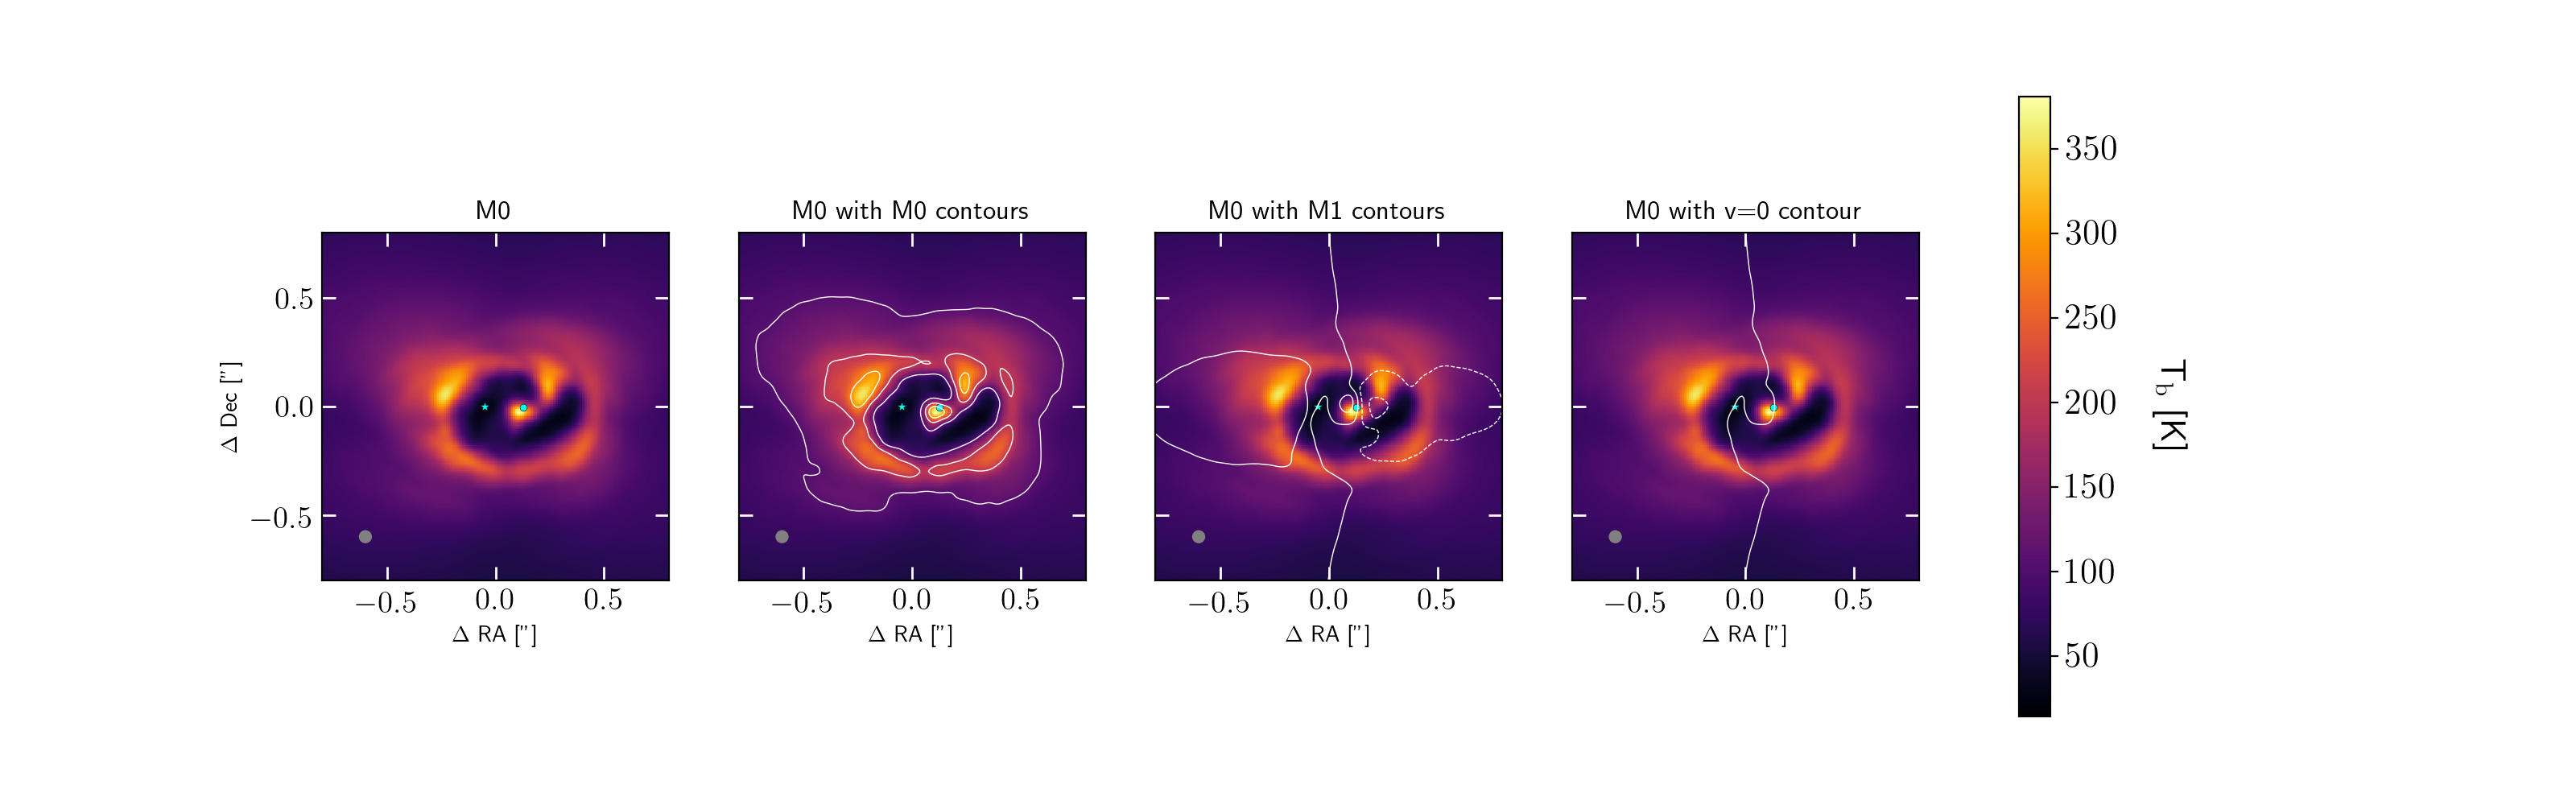 M0
M0 with M0 contours
M0 with M1 contours
M0 with v=0 contour
0.5
0.0
−0.5
Δ Dec ["]
−0.5 0.0 0.5
−0.5 0.0 0.5
−0.5 0.0 0.5
−0.5 0.0 0.5
Δ RA ["]
Δ RA ["]
Δ RA ["]
Δ RA ["]
350
300
250
200
150
100
50
T_b [K]